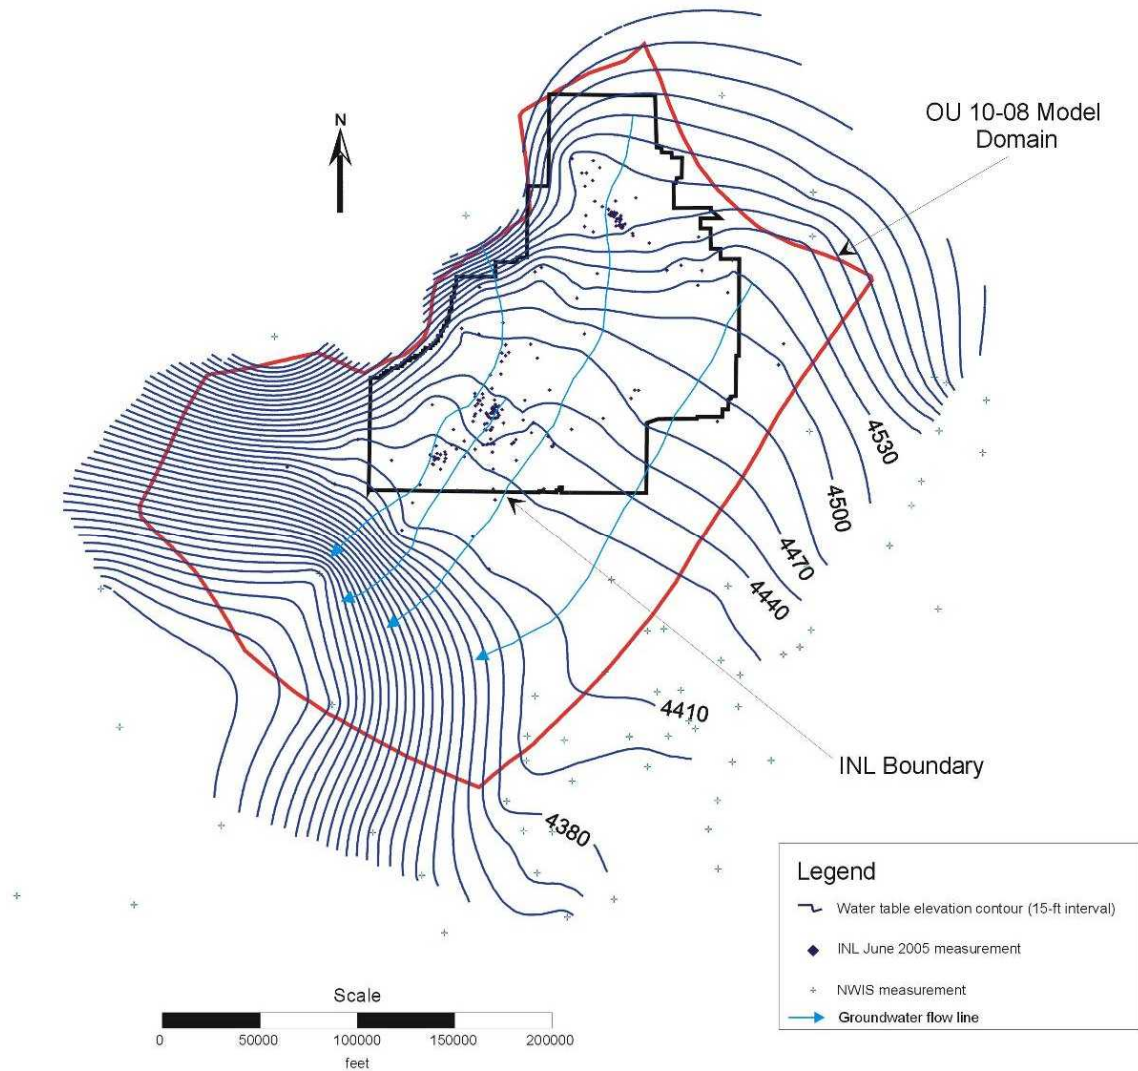 N
OU 10-08 Model
Domain
4530
4500
4470
4440
4410
INL Boundary
4380
Legend
Water table elevation contour (15-ft interval)
INL June 2005 measurement
NWIS measurement
Groundwater flow line
Scale
0 50000 100000 150000 200000
feet